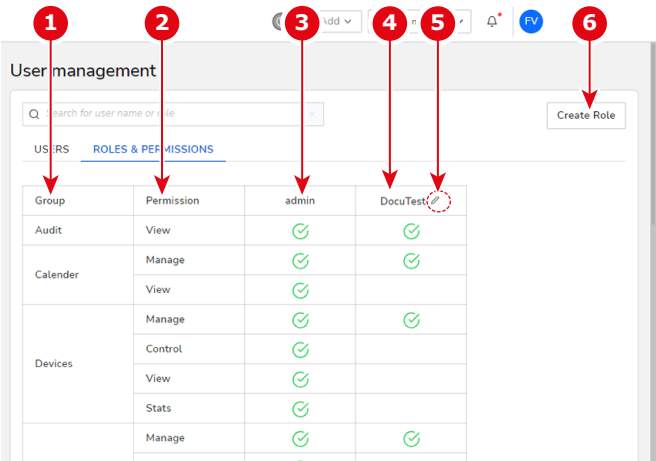 1 2 3 4 5 6
Add FV
User management
Search for user name or role
Create Role
USERS ROLES & PERMISSIONS
Group Permission admin DocuTest
Audit View
Calender Manage
View
Devices Manage
Control
View
Stats
Manage